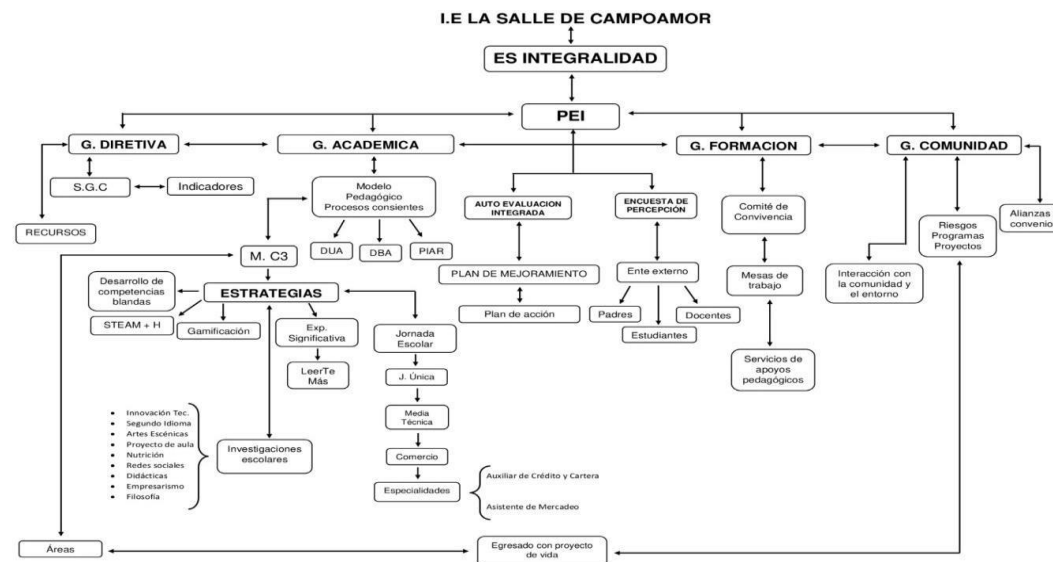 I.E LA SALLE DE CAMPOAMOR
ES INTEGRALIDAD
PEI
G. DIRETIVA
G. ACADEMICA
G. FORMACION
G. COMUNIDAD
S.G.C
Indicadores
RECURSOS
Modelo
Pedagógico
Procesos consientes
DUA
DBA
PIAR
M. C3
AUTO EVALUACION
INTEGRADA
ENCUESTA DE
PERCEPCIÓN
Comité de
Convivencia
Riesgos
Programas
Proyectos
Alianzas
convenio
PLAN DE MEJORAMIENTO
Plan de acción
Ente externo
Padres
Docentes
Estudiantes
Mesas de
trabajo
Interacción con
la comunidad y
el entorno
Servicios de
apoyos
pedagógicos
Desarrollo de
competencias
blandas
ESTRATEGIAS
STEAM + H
Gamificación
Exp.
Significativa
LeerTe
Más
Jornada
Escolar
J. Única
Media
Técnica
Comercio
Especialidades
Auxiliar de Crédito y Cartera
Asistente de Mercadeo
• Innovación Tec.
• Segundo Idioma
• Artes Escénicas
• Proyecto de aula
• Nutrición
• Redes sociales
• Didácticas
• Empresarismo
• Filosofía
Investigaciones
escolares
Áreas
Egresado con proyecto
de vida